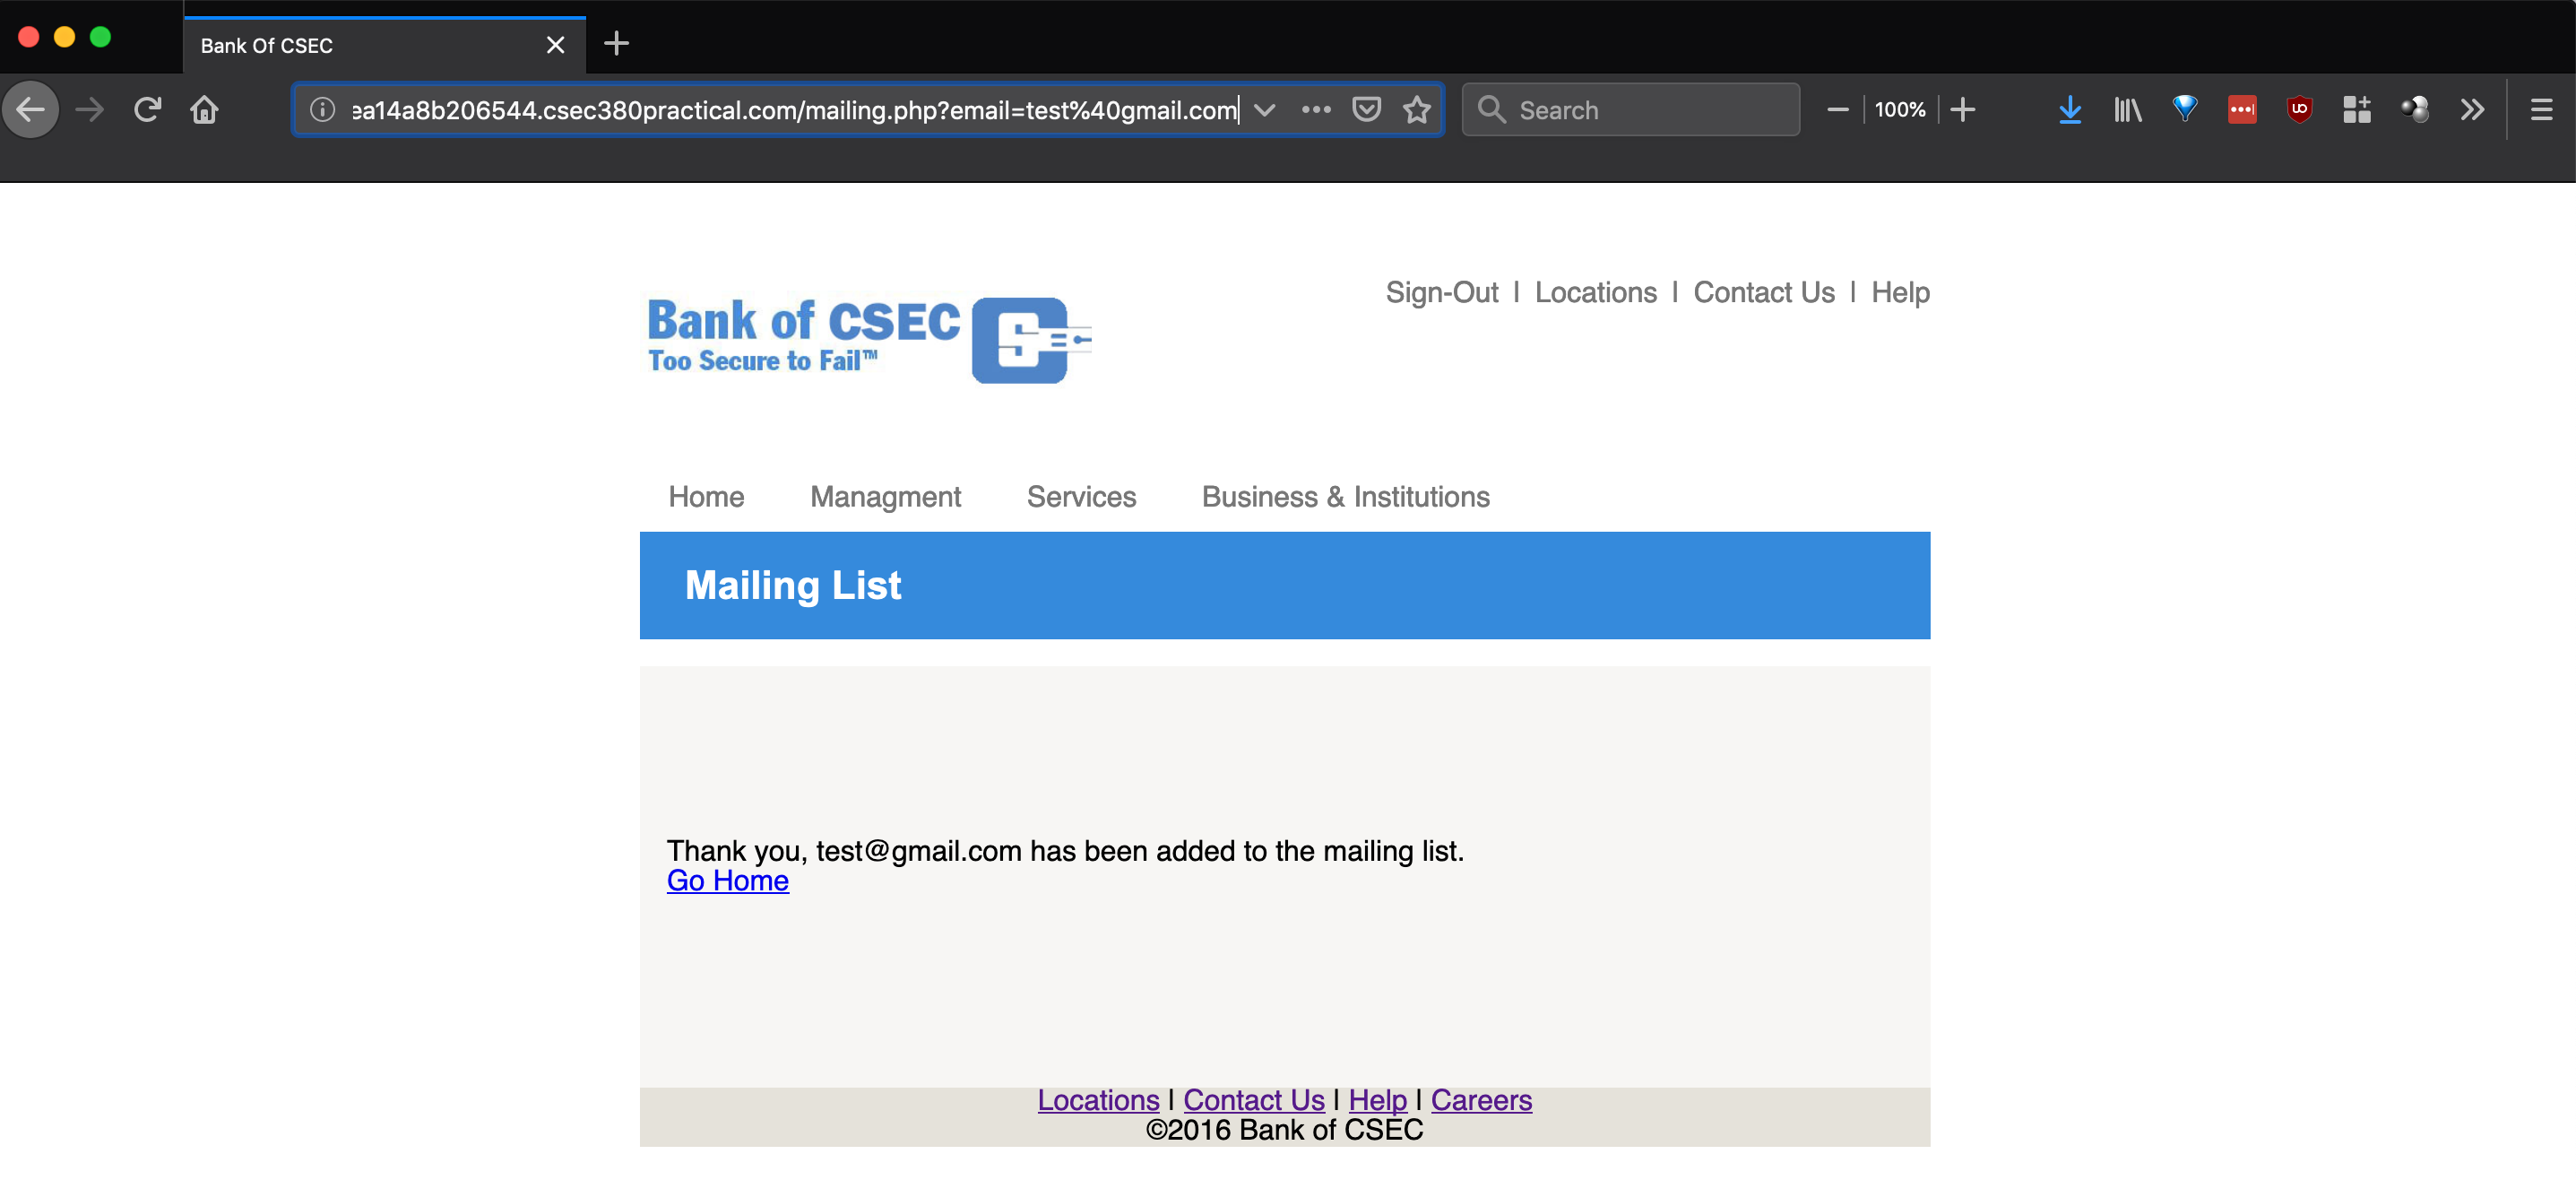 Bank Of CSEC
ea14a8b206544.csec380practical.com/mailing.php?email=test%40gmail.com
Search
100%
Sign-Out | Locations | Contact Us | Help
Bank of CSEC
Too Secure to Fail™
Home Managment Services Business & Institutions
Mailing List
Thank you, test@gmail.com has been added to the mailing list.
Go Home
Locations | Contact Us | Help | Careers
©2016 Bank of CSEC